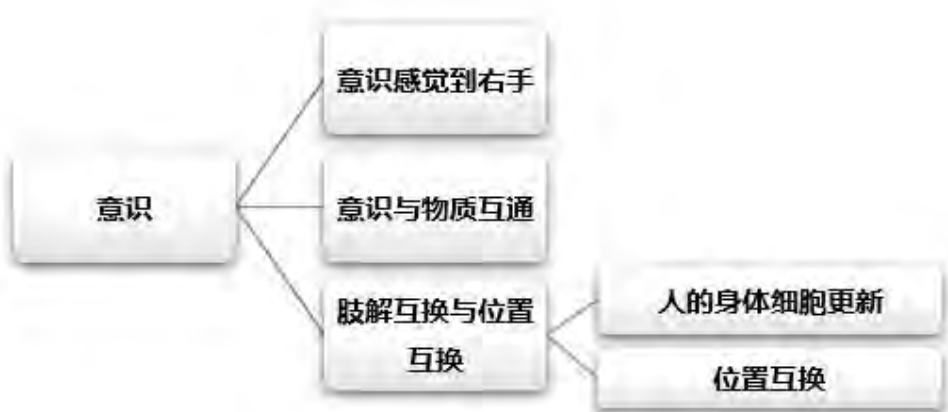 意识感觉到右手
意识
意识与物质互通
肢解互换与位置
互换
人的身体细胞更新
位置互换